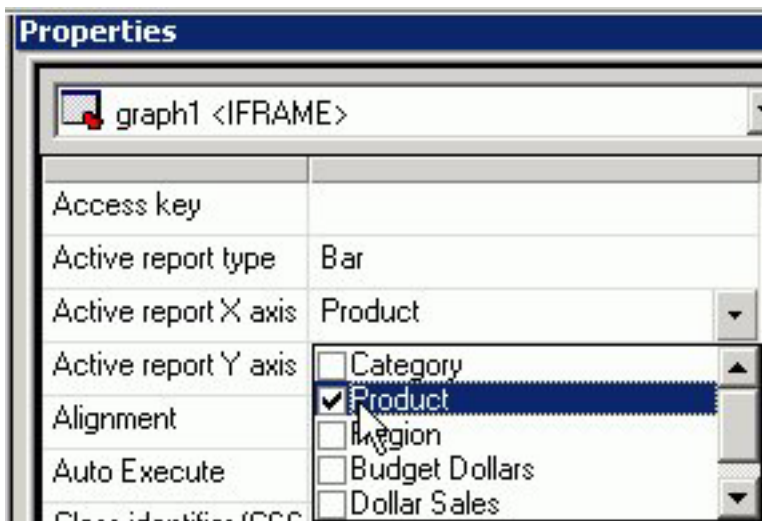 Properties
graph1 <IFRAME>
Access key
Active report type Bar
Active report X axis Product
Active report Y axis Category
Product
Alignment Region
Auto Execute Budget Dollars
Dollar Sales